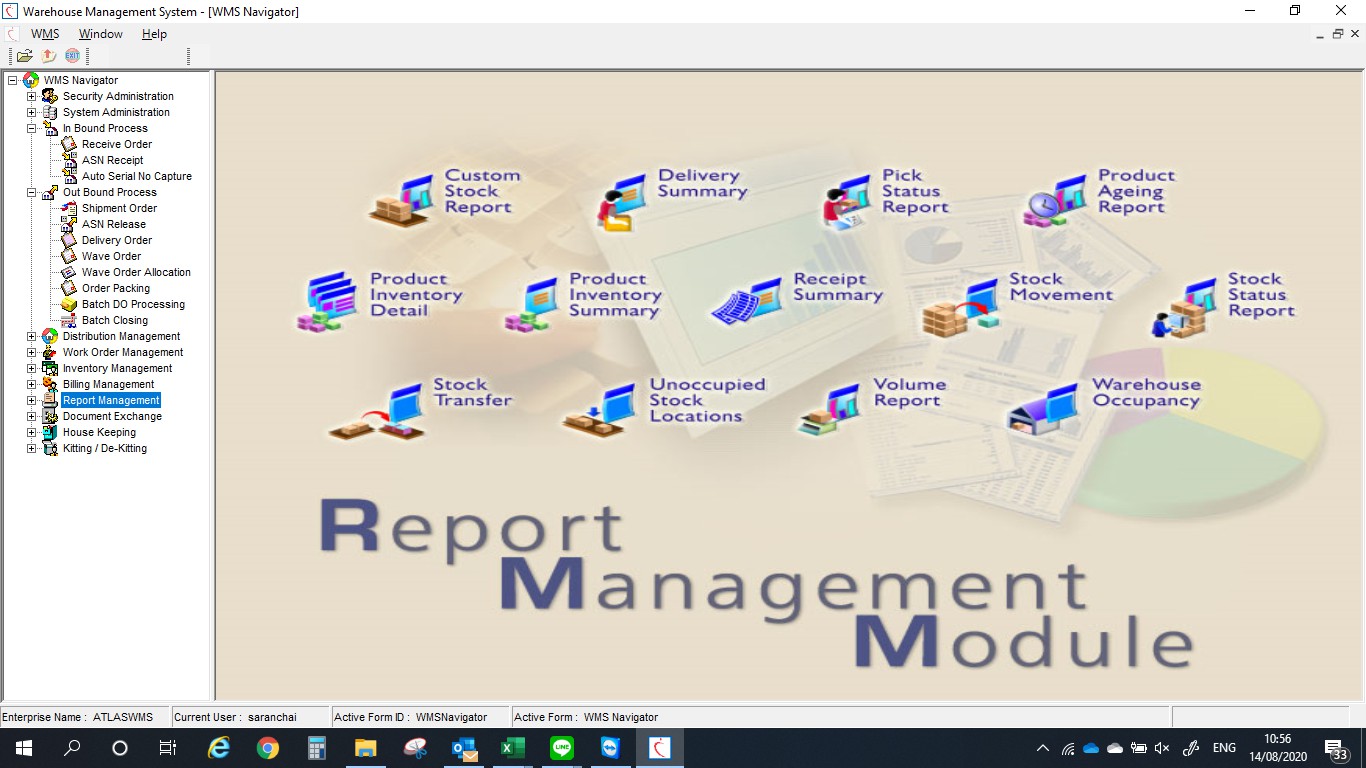 Warehouse Management System - [WMS Navigator]
WMS Window Help
EXIT
WMS Navigator
Security Administration
System Administration
In Bound Process
Receive Order
ASN Receipt
Auto Serial No Capture
Out Bound Process
Shipment Order
ASN Release
Delivery Order
Wave Order
Wave Order Allocation
Order Packing
Batch DO Processing
Batch Closing
Distribution Management
Work Order Management
Inventory Management
Billing Management
Report Management
Document Exchange
House Keeping
Kitting / De-Kitting
Custom
Stock
Report
Delivery
Summary
Pick
Status
Report
Product
Ageing
Report
Product
Inventory
Detail
Product
Inventory
Summary
Receipt
Summary
Stock
Movement
Stock
Status
Report
Stock
Transfer
Unoccupied
Stock
Locations
Volume
Report
Warehouse
Occupancy
Report
Management
Module
Enterprise Name : ATLASWMS
Current User : saranchai
Active Form ID : WMSNavigator
Active Form : WMS Navigator
LINE
ENG
10:56
14/08/2020
33